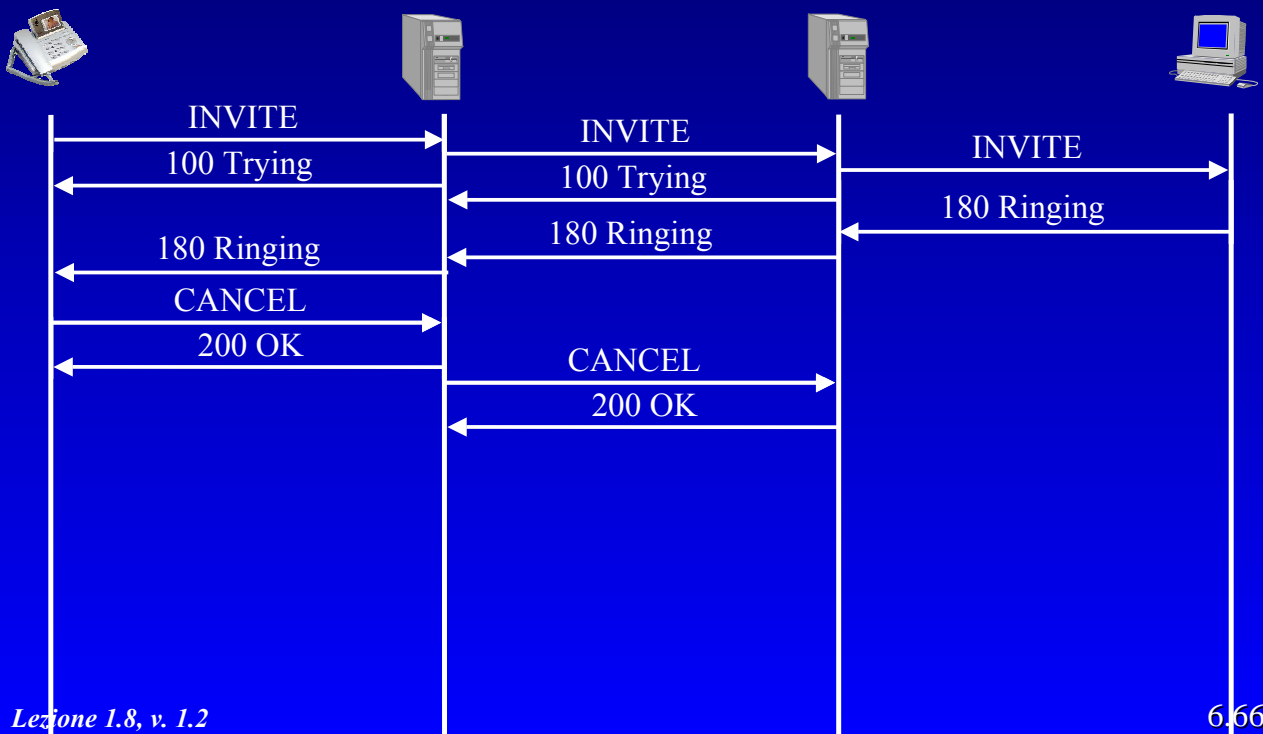 INVITE
INVITE
INVITE
100 Trying
100 Trying
180 Ringing
180 Ringing
180 Ringing
CANCEL
200 OK
CANCEL
200 OK
Lezione 1.8, v. 1.2
6.66